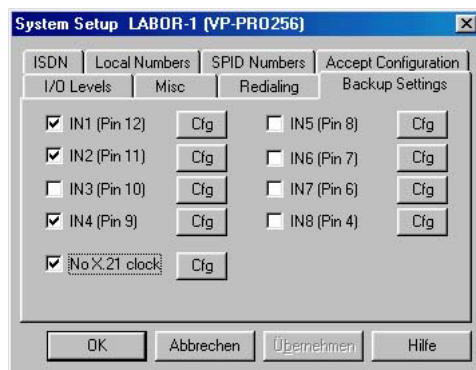 System Setup LABOR-1 (VP-PRO256)
ISDN Local Numbers SPID Numbers Accept Configuration
I/O Levels Misc Redialing Backup Settings
IN1 (Pin 12) Cfg IN5 (Pin 8) Cfg
IN2 (Pin 11) Cfg IN6 (Pin 7) Cfg
IN3 (Pin 10) Cfg IN7 (Pin 6) Cfg
IN4 (Pin 9) Cfg IN8 (Pin 4) Cfg
No X.21 clock Cfg
OK Abbrechen Übernehmen Hilfe